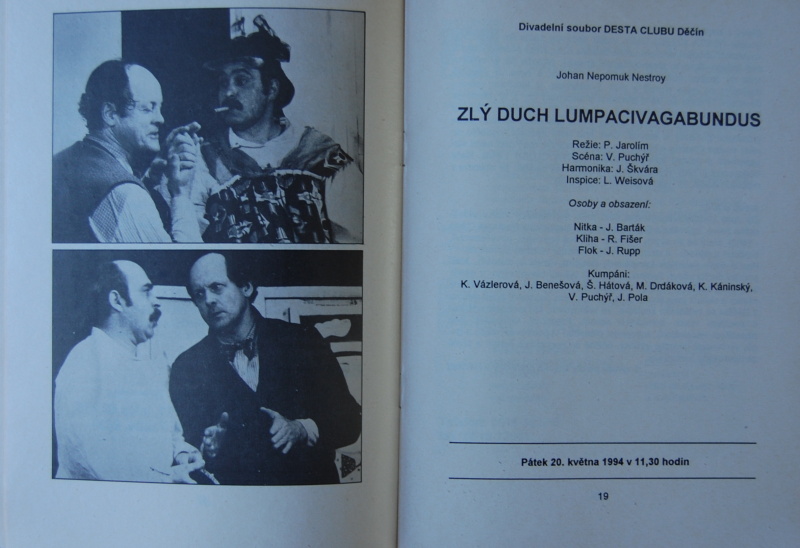 Divadelní soubor DESTA CLUBU Děčín
Johan Nepomuk Nestroy
ZLÝ DUCH LUMPACIVAGABUNDUS
Režie: P. Jarolím
Scéna: V. Puchýř
Harmonika: J. Škvára
Inspice: L. Weisová
Osoby a obsazení:
Nitka - J. Barták
Kliha - R. Fišer
Flok - J. Rupp
Kumpáni:
K. Vázlerová, J. Benešová, Š. Hátová, M. Drdáková, K. Káninský,
V. Puchýř, J. Pola
Pátek 20. května 1994 v 11,30 hodin
19